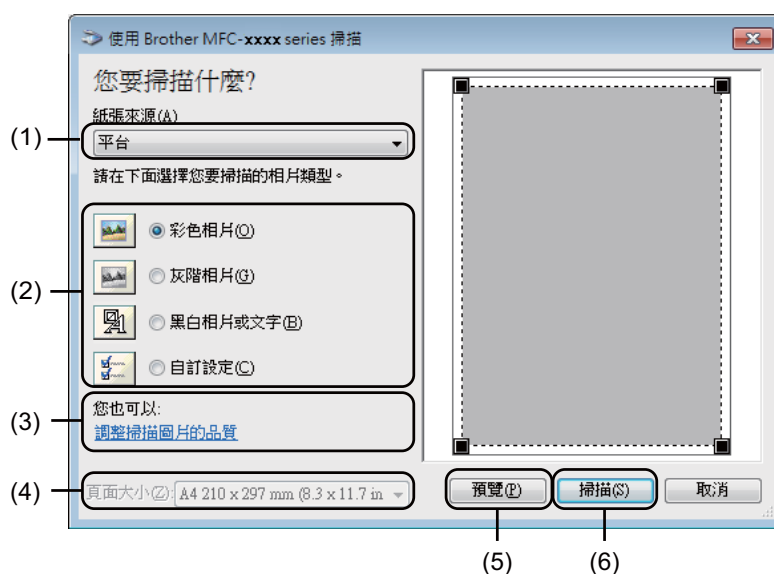 使用 Brother MFC-xxxx series 掃描
您要掃描什麼?
紙張來源(A)
(1)
平台
請在下面選擇您要掃描的相片類型。
(2)
彩色相片(O)
灰階相片(G)
黑白相片或文字(B)
自訂設定(C)
(3)
您也可以:
調整掃描圖片的品質
(4)
頁面大小(Z): A4 210 x 297 mm (8.3 x 11.7 in
預覽(P)
掃描(S)
取消
(5)
(6)